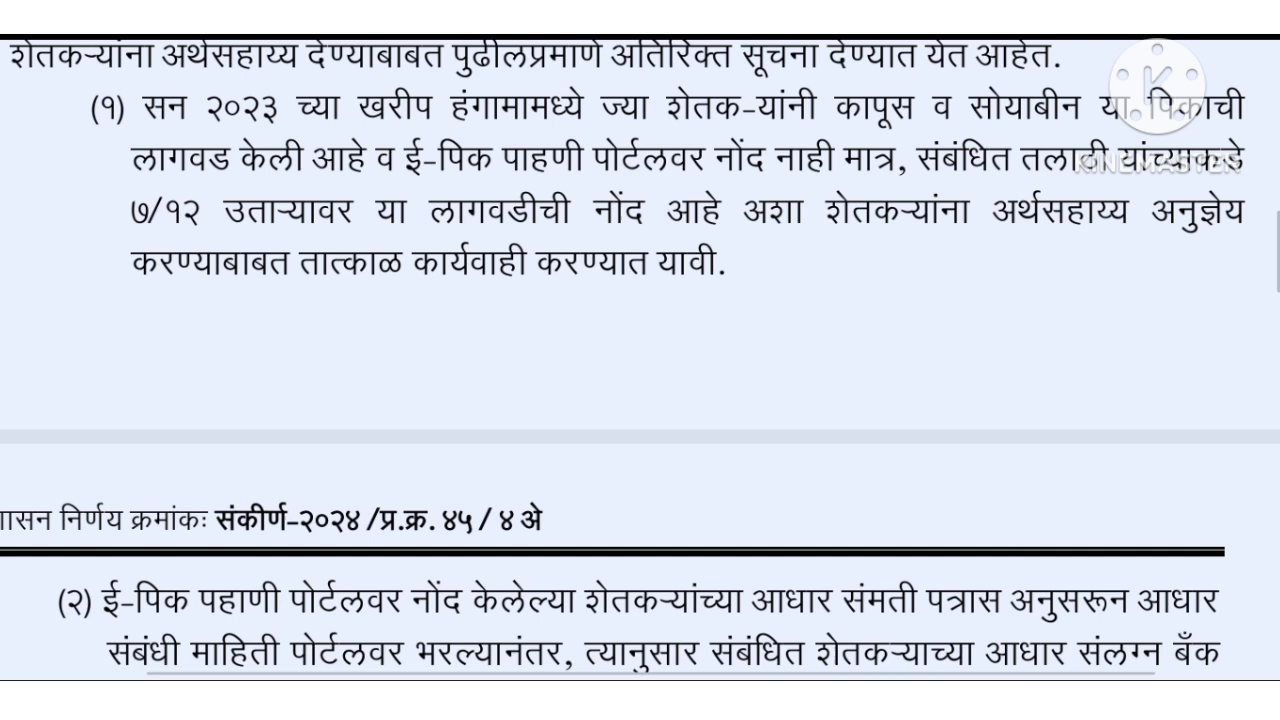 शेतकऱ्यांना अर्थसहाय्य देण्याबाबत पुढीलप्रमाणे अतिरिक्त सूचना देण्यात येत आहेत.
(१) सन २०२३ च्या खरीप हंगामामध्ये ज्या शेतक-यांनी कापूस व सोयाबीन या पिकाची
लागवड केली आहे व ई-पिक पाहणी पोर्टलवर नोंद नाही मात्र, संबंधित तलाठी यांच्याकडे
७/१२ उताऱ्यावर या लागवडीची नोंद आहे अशा शेतकऱ्यांना अर्थसहाय्य अनुज्ञेय
करण्याबाबत तात्काळ कार्यवाही करण्यात यावी.
K
KINEMASTER
ासन निर्णय क्रमांकः संकीर्ण-२०२४ /प्र.क्र. ४५ / ४ अे
(२) ई-पिक पहाणी पोर्टलवर नोंद केलेल्या शेतकऱ्यांच्या आधार संमती पत्रास अनुसरून आधार
संबंधी माहिती पोर्टलवर भरल्यानंतर, त्यानुसार संबंधित शेतकऱ्याच्या आधार संलग्न बँक